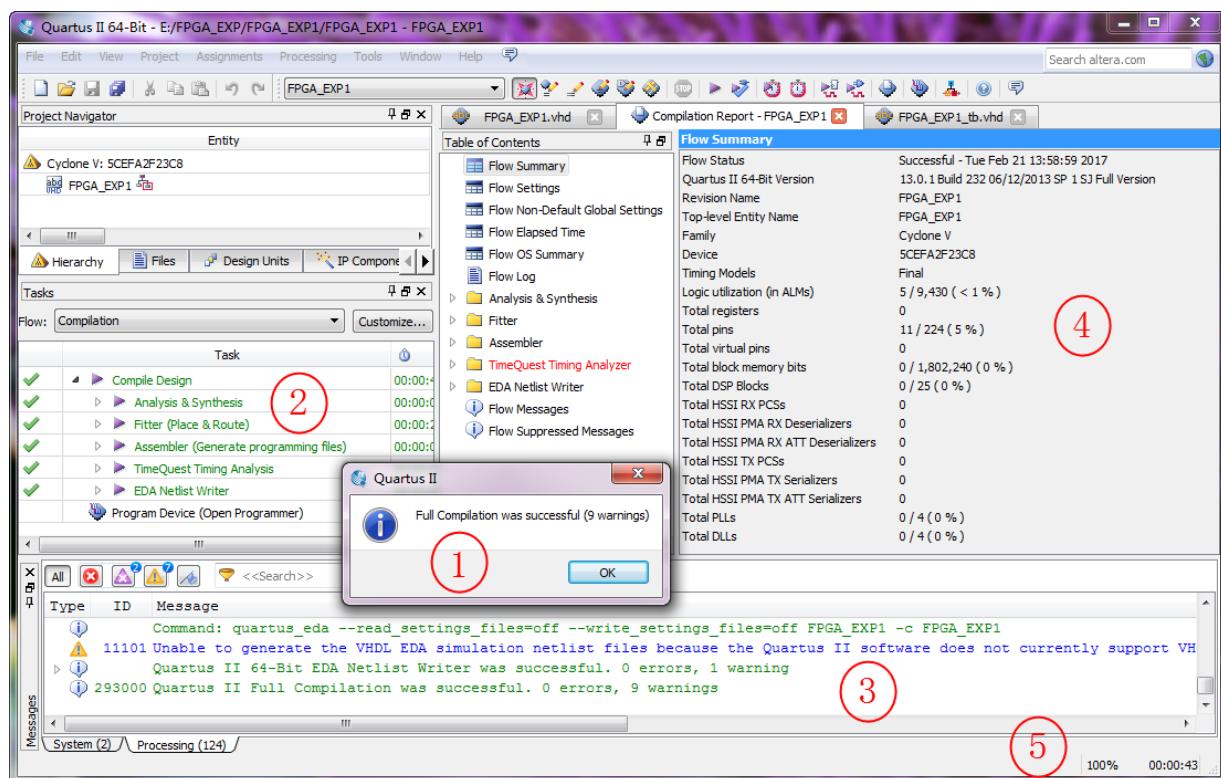 Quartus II 64-Bit - E:/FPGA_EXP/FPGA_EXP1/FPGA_EXP1 - FPGA_EXP1
File Edit View Project Assignments Processing Tools Window Help
Search altera.com
FPGA_EXP1
Project Navigator
Entity
Cyclone V: 5CEFA2F23C8
FPGA_EXP1
Hierarchy Files Design Units IP Compone
Tasks
Flow: Compilation Customize...
Task
Compile Design 00:00:4
Analysis & Synthesis 00:00:0
Fitter (Place & Route) 00:00:2
Assembler (Generate programming files) 00:00:0
TimeQuest Timing Analysis
EDA Netlist Writer
Program Device (Open Programmer)
2
FPGA_EXP1.vhd
Compilation Report - FPGA_EXP1
FPGA_EXP1_tb.vhd
Table of Contents
Flow Summary
Flow Settings
Flow Non-Default Global Settings
Flow Elapsed Time
Flow OS Summary
Flow Log
Analysis & Synthesis
Fitter
Assembler
TimeQuest Timing Analyzer
EDA Netlist Writer
Flow Messages
Flow Suppressed Messages
Flow Summary
Flow Status Successful - Tue Feb 21 13:58:59 2017
Quartus II 64-Bit Version 13.0.1 Build 232 06/12/2013 SP 1 SJ Full Version
Revision Name FPGA_EXP1
Top-level Entity Name FPGA_EXP1
Family Cyclone V
Device 5CEFA2F23C8
Timing Models Final
Logic utilization (in ALMs) 5 / 9,430 ( < 1 % )
Total registers 0
Total pins 11 / 224 ( 5 % )
Total virtual pins 0
Total block memory bits 0 / 1,802,240 ( 0 % )
Total DSP Blocks 0 / 25 ( 0 % )
Total HSSI RX PCSs 0
Total HSSI PMA RX Deserializers 0
Total HSSI PMA RX ATT Deserializers 0
Total HSSI TX PCSs 0
Total HSSI PMA TX Serializers 0
Total HSSI PMA TX ATT Serializers 0
Total PLLs 0 / 4 ( 0 % )
Total DLLs 0 / 4 ( 0 % )
4
Quartus II
Full Compilation was successful (9 warnings)
1
OK
All 2 7 <<Search>>
Type ID Message
Command: quartus_eda --read_settings_files=off --write_settings_files=off FPGA_EXP1 -c FPGA_EXP1
11101 Unable to generate the VHDL EDA simulation netlist files because the Quartus II software does not currently support VH
Quartus II 64-Bit EDA Netlist Writer was successful. 0 errors, 1 warning
293000 Quartus II Full Compilation was successful. 0 errors, 9 warnings
3
Messages
System (2) Processing (124)
5
100% 00:00:43